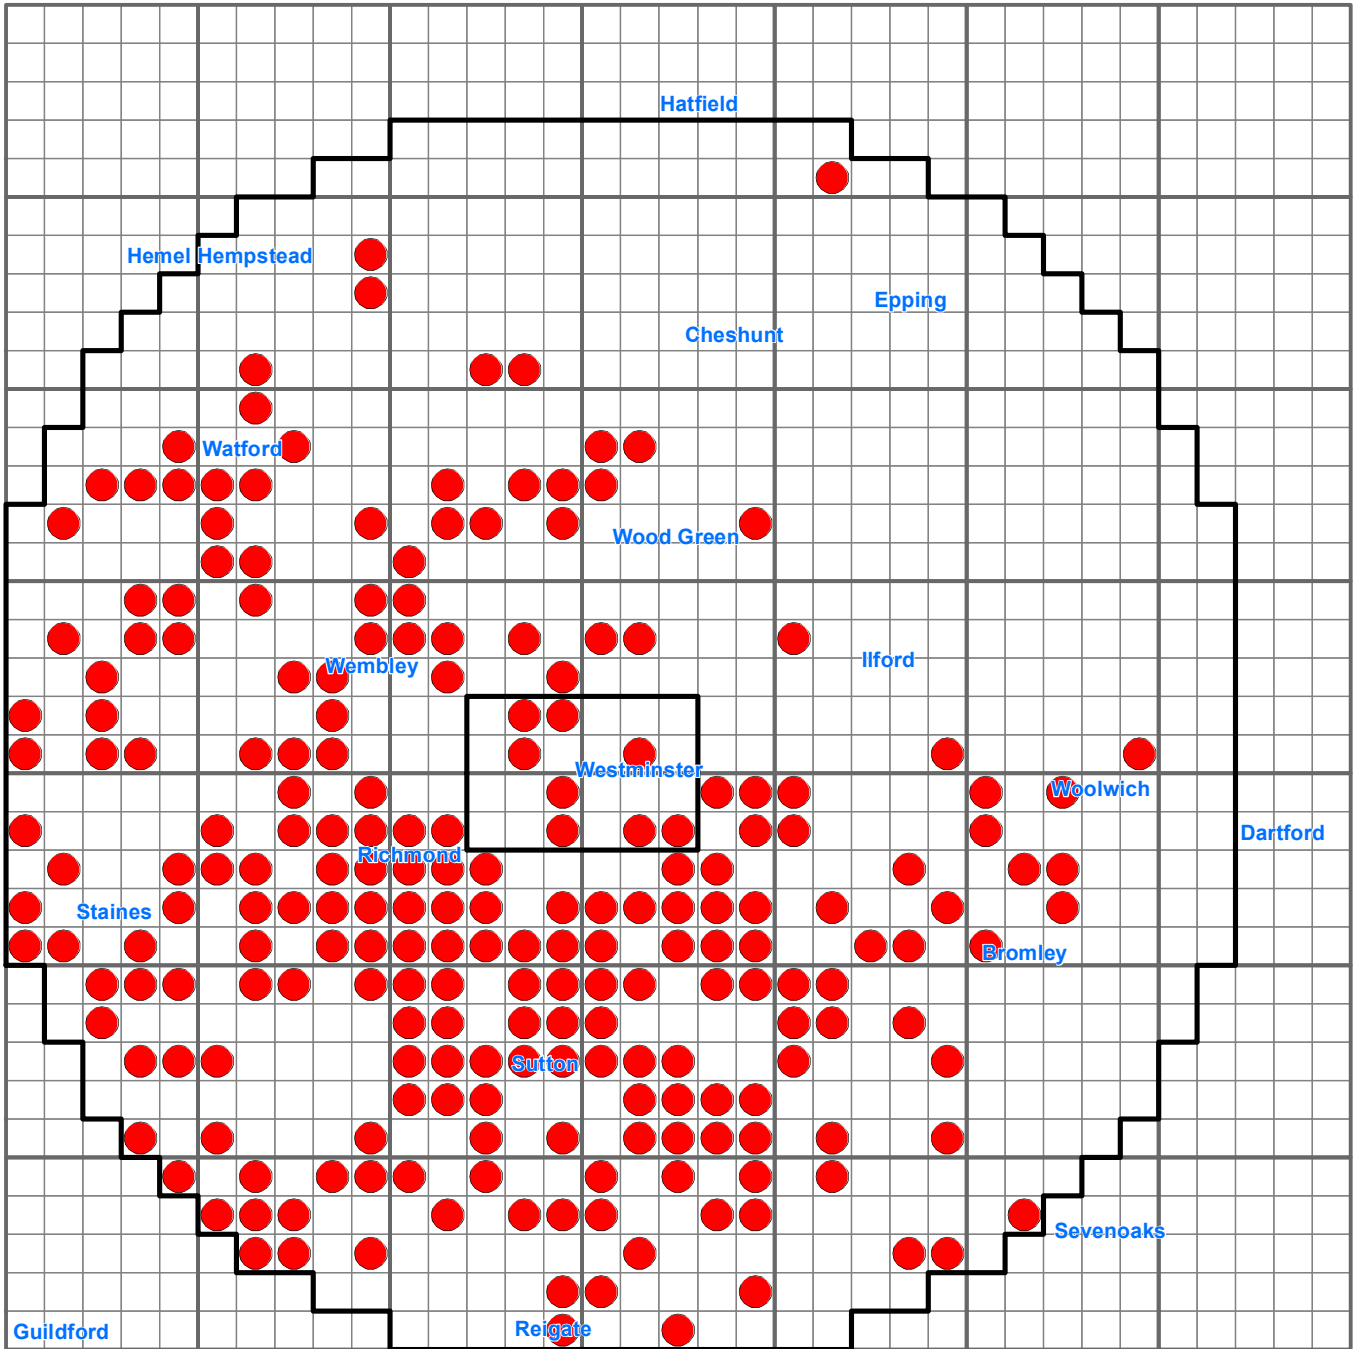 Hatfield
Hemel Hempstead
Epping
Cheshunt
Watford
Wood Green
Ilford
Wembley
Westminster
Woolwich
Dartford
Richmond
Staines
Bromley
Sutton
Sevenoaks
Reigate
Guildford